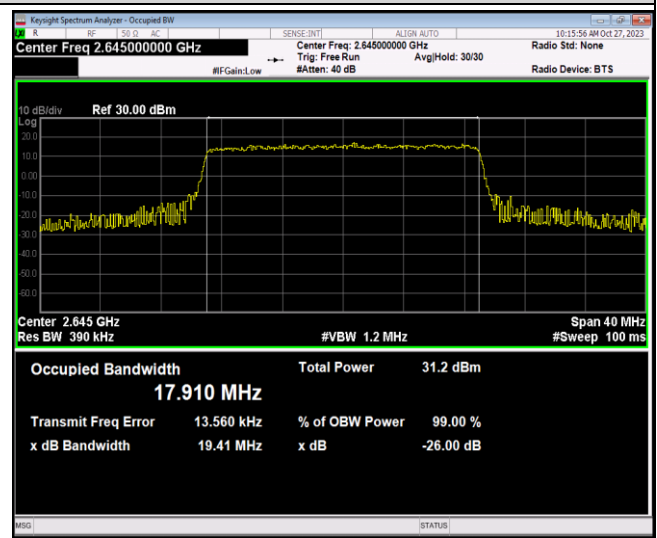 Keysight Spectrum Analyzer - Occupied BW
LXI R RF 50 Ω AC SENSE:INT ALIGN AUTO 10:15:56 AM Oct 27, 2023
Center Freq 2.645000000 GHz Center Freq: 2.645000000 GHz Radio Std: None
Trig: Free Run Avg|Hold: 30/30
#IFGain:Low #Atten: 40 dB Radio Device: BTS
10 dB/div Ref 30.00 dBm
Log
20.0
10.0
0.00
-10.0
-20.0
-30.0
-40.0
-50.0
-60.0
Center 2.645 GHz Span 40 MHz
Res BW 390 kHz #VBW 1.2 MHz #Sweep 100 ms
Occupied Bandwidth Total Power 31.2 dBm
17.910 MHz
Transmit Freq Error 13.560 kHz % of OBW Power 99.00 %
x dB Bandwidth 19.41 MHz x dB -26.00 dB
MSG STATUS